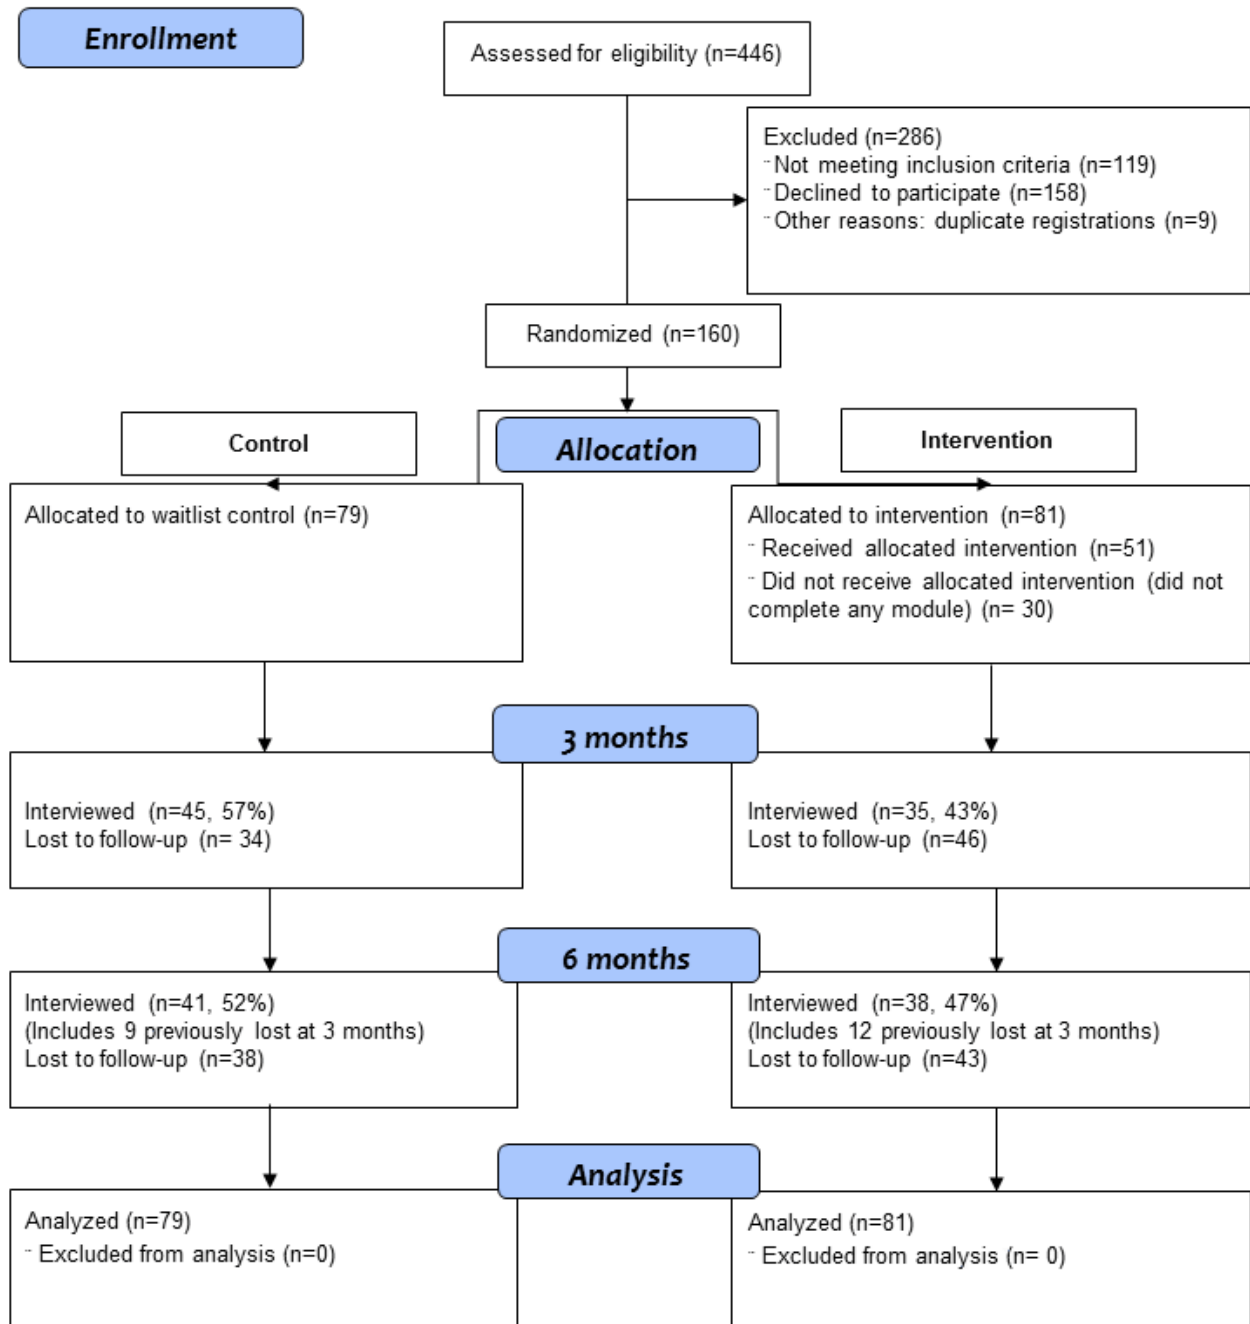 Enrollment
Assessed for eligibility (n=446)
Excluded (n=286)
¨ Not meeting inclusion criteria (n=119)
¨ Declined to participate (n=158)
¨ Other reasons: duplicate registrations (n=9)
Randomized (n=160)
Control
Allocation
Intervention
Allocated to waitlist control (n=79)
Allocated to intervention (n=81)
¨ Received allocated intervention (n=51)
¨ Did not receive allocated intervention (did not
complete any module) (n= 30)
3 months
Interviewed (n=45, 57%)
Lost to follow-up (n= 34)
Interviewed (n=35, 43%)
Lost to follow-up (n=46)
6 months
Interviewed (n=41, 52%)
(Includes 9 previously lost at 3 months)
Lost to follow-up (n=38)
Interviewed (n=38, 47%)
(Includes 12 previously lost at 3 months)
Lost to follow-up (n=43)
Analysis
Analyzed (n=79)
¨ Excluded from analysis (n=0)
Analyzed (n=81)
¨ Excluded from analysis (n= 0)